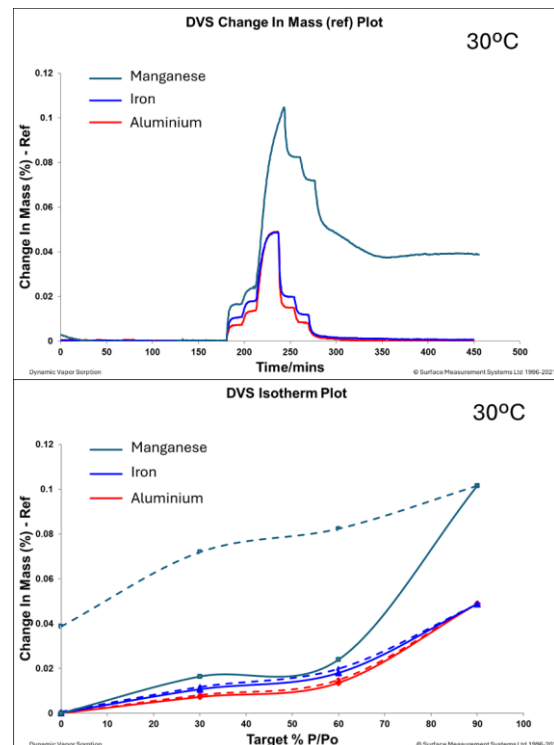 DVS Change In Mass (ref) Plot
30ºC
Manganese
Iron
Aluminium
Change In Mass (%) - Ref
0.12
0.1
0.08
0.06
0.04
0.02
0
0 50 100 150 200 250 300 350 400 450 500
Time/mins
Dynamic Vapor Sorption
© Surface Measurement Systems Ltd 1996-202
DVS Isotherm Plot
30ºC
Manganese
Iron
Aluminium
Change In Mass (%) - Ref
0.12
0.1
0.08
0.06
0.04
0.02
0
0 10 20 30 40 50 60 70 80 90 100
Target % P/Po
Dynamic Vapor Sorption
© Surface Measurement Systems Ltd 1996-202